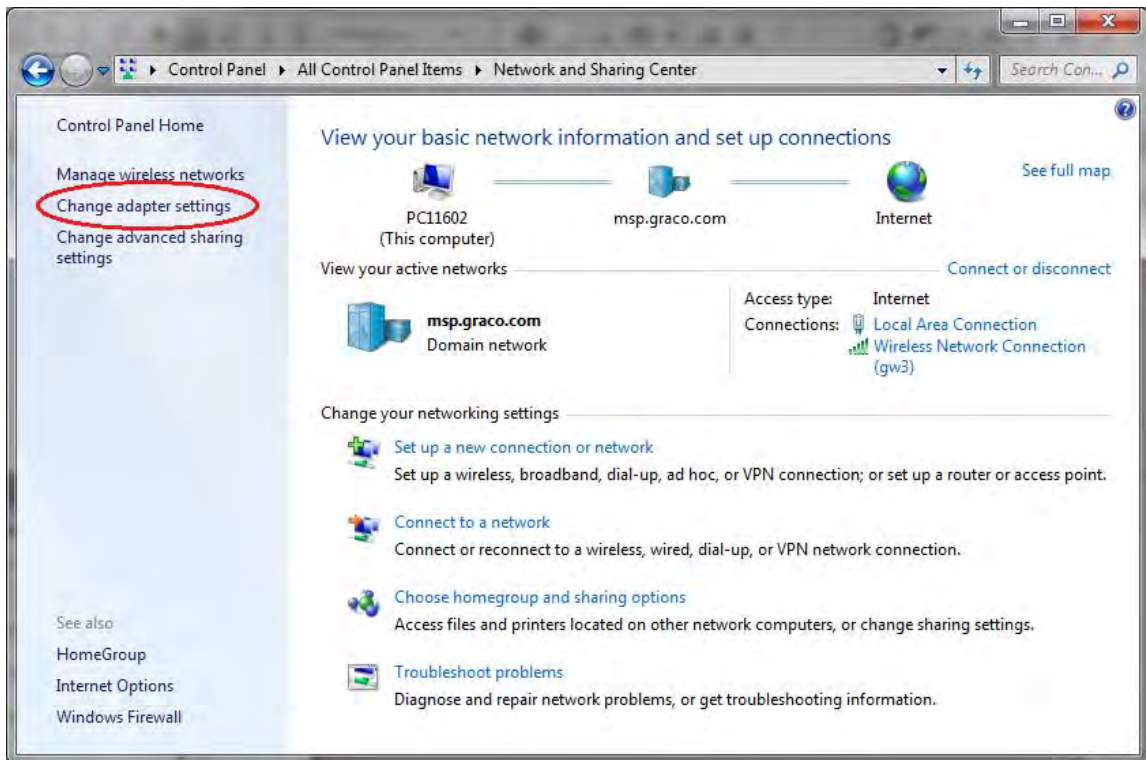 Control Panel ▸ All Control Panel Items ▸ Network and Sharing Center
Search Con...
Control Panel Home
Manage wireless networks
Change adapter settings
Change advanced sharing
settings
See also
HomeGroup
Internet Options
Windows Firewall
View your basic network information and set up connections
See full map
PC11602
(This computer)
msp.graco.com
Internet
View your active networks
Connect or disconnect
msp.graco.com
Domain network
Access type: Internet
Connections: Local Area Connection
Wireless Network Connection
(gw3)
Change your networking settings
Set up a new connection or network
Set up a wireless, broadband, dial-up, ad hoc, or VPN connection; or set up a router or access point.
Connect to a network
Connect or reconnect to a wireless, wired, dial-up, or VPN network connection.
Choose homegroup and sharing options
Access files and printers located on other network computers, or change sharing settings.
Troubleshoot problems
Diagnose and repair network problems, or get troubleshooting information.